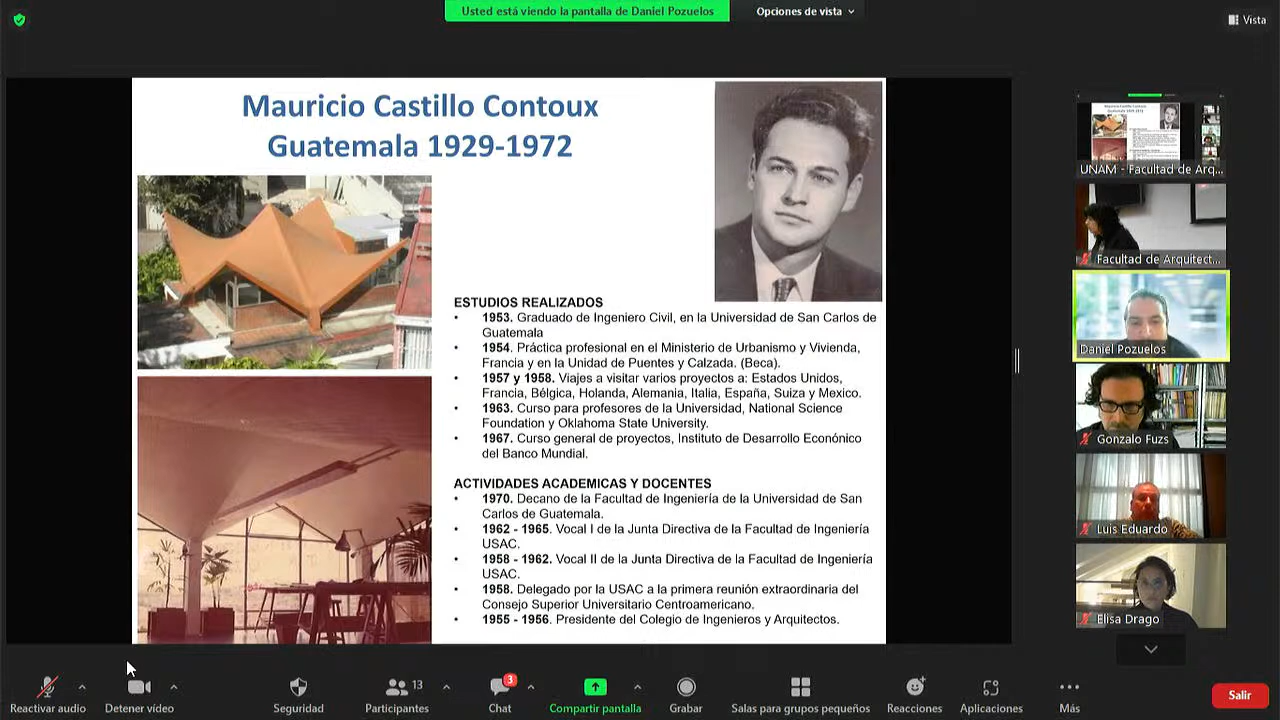 Usted está viendo la pantalla de Daniel Pozuelos
Opciones de vista
Vista
Mauricio Castillo Contoux
Guatemala 1929-1972
ESTUDIOS REALIZADOS
• 1953. Graduado de Ingeniero Civil, en la Universidad de San Carlos de
Guatemala
• 1954. Práctica profesional en el Ministerio de Urbanismo y Vivienda,
Francia y en la Unidad de Puentes y Calzada. (Beca).
• 1957 y 1958. Viajes a visitar varios proyectos a: Estados Unidos,
Francia, Bélgica, Holanda, Alemania, Italia, España, Suiza y Mexico.
• 1963. Curso para profesores de la Universidad, National Science
Foundation y Oklahoma State University.
• 1967. Curso general de proyectos, Instituto de Desarrollo Económico
del Banco Mundial.
ACTIVIDADES ACADEMICAS Y DOCENTES
• 1970. Decano de la Facultad de Ingeniería de la Universidad de San
Carlos de Guatemala.
• 1962 - 1965. Vocal I de la Junta Directiva de la Facultad de Ingeniería
USAC.
• 1958 - 1962. Vocal II de la Junta Directiva de la Facultad de Ingeniería
USAC.
• 1958. Delegado por la USAC a la primera reunión extraordinaria del
Consejo Superior Universitario Centroamericano.
• 1955 - 1956. Presidente del Colegio de Ingenieros y Arquitectos.
UNAM - Facultad de Arq...
Facultad de Arquitect...
Daniel Pozuelos
Gonzalo Fuzs
Luis Eduardo
Elisa Drago
Reactivar audio
Detener vídeo
Seguridad
13
Participantes
3
Chat
Compartir pantalla
Grabar
Salas para grupos pequeños
Reacciones
Aplicaciones
Más
Salir